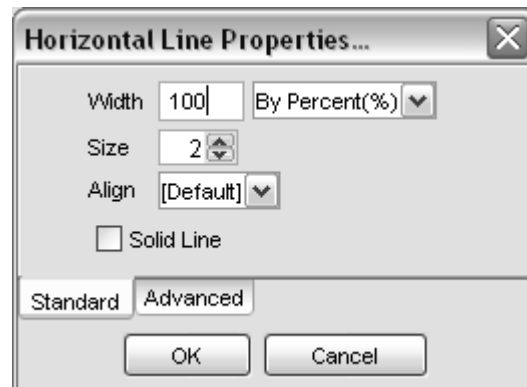 Horizontal Line Properties...
Width 100 By Percent(%)
Size 2
Align [Default]
Solid Line
Standard Advanced
OK Cancel